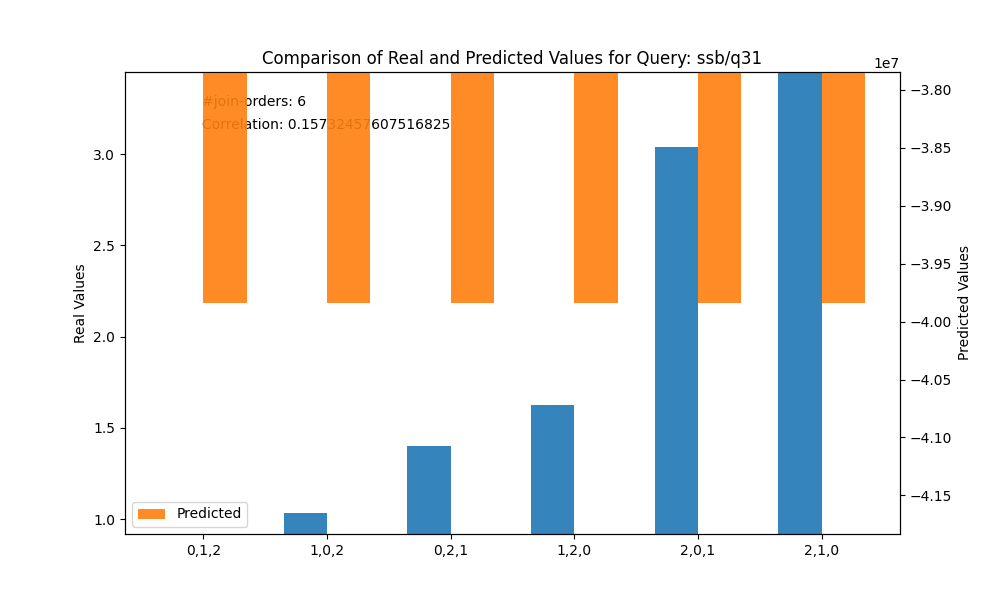 Comparison of Real and Predicted Values for Query: ssb/q31
1e7
#join-orders: 6
Correlation: 0.15732457607516825
3.0
2.5
2.0
1.5
1.0
Real Values
−3.80
−3.85
−3.90
−3.95
−4.00
−4.05
−4.10
−4.15
Predicted Values
Predicted
0,1,2
1,0,2
0,2,1
1,2,0
2,0,1
2,1,0